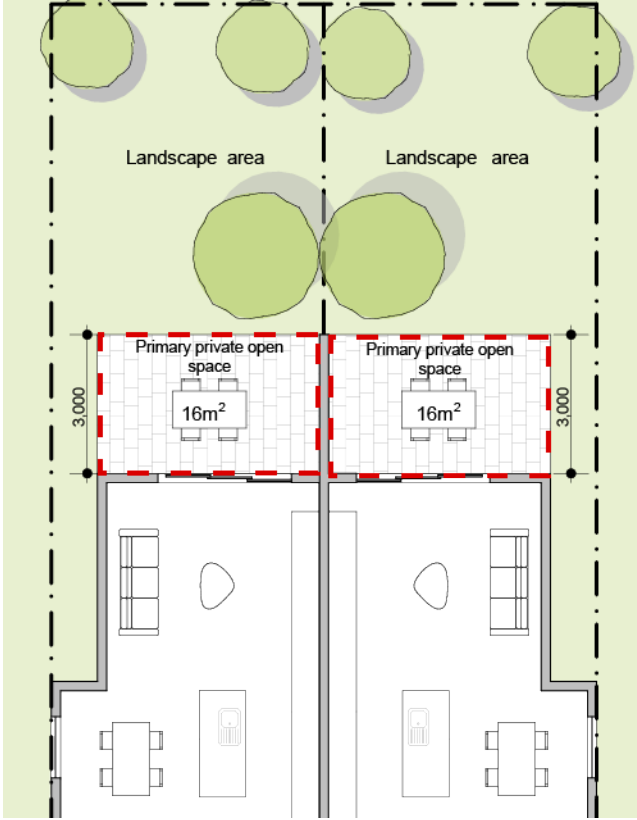 Landscape area
Landscape area
Primary private open
space
Primary private open
space
3,000
16m²
16m²
3,000